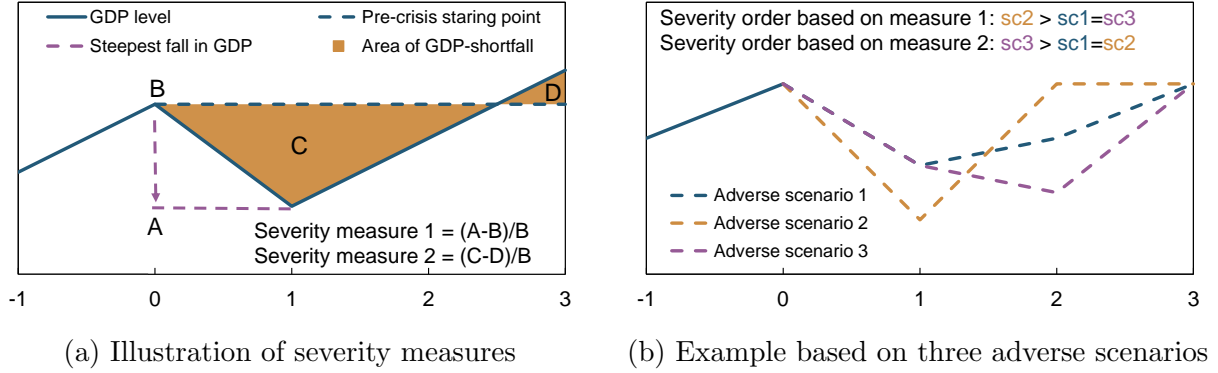 GDP level
Pre-crisis staring point
Steepest fall in GDP
Area of GDP-shortfall
B
D
C
A
Severity measure 1 = (A-B)/B
Severity measure 2 = (C-D)/B
-1 0 1 2 3
(a) Illustration of severity measures
Severity order based on measure 1: sc2 > sc1=sc3
Severity order based on measure 2: sc3 > sc1=sc2
Adverse scenario 1
Adverse scenario 2
Adverse scenario 3
-1 0 1 2 3
(b) Example based on three adverse scenarios